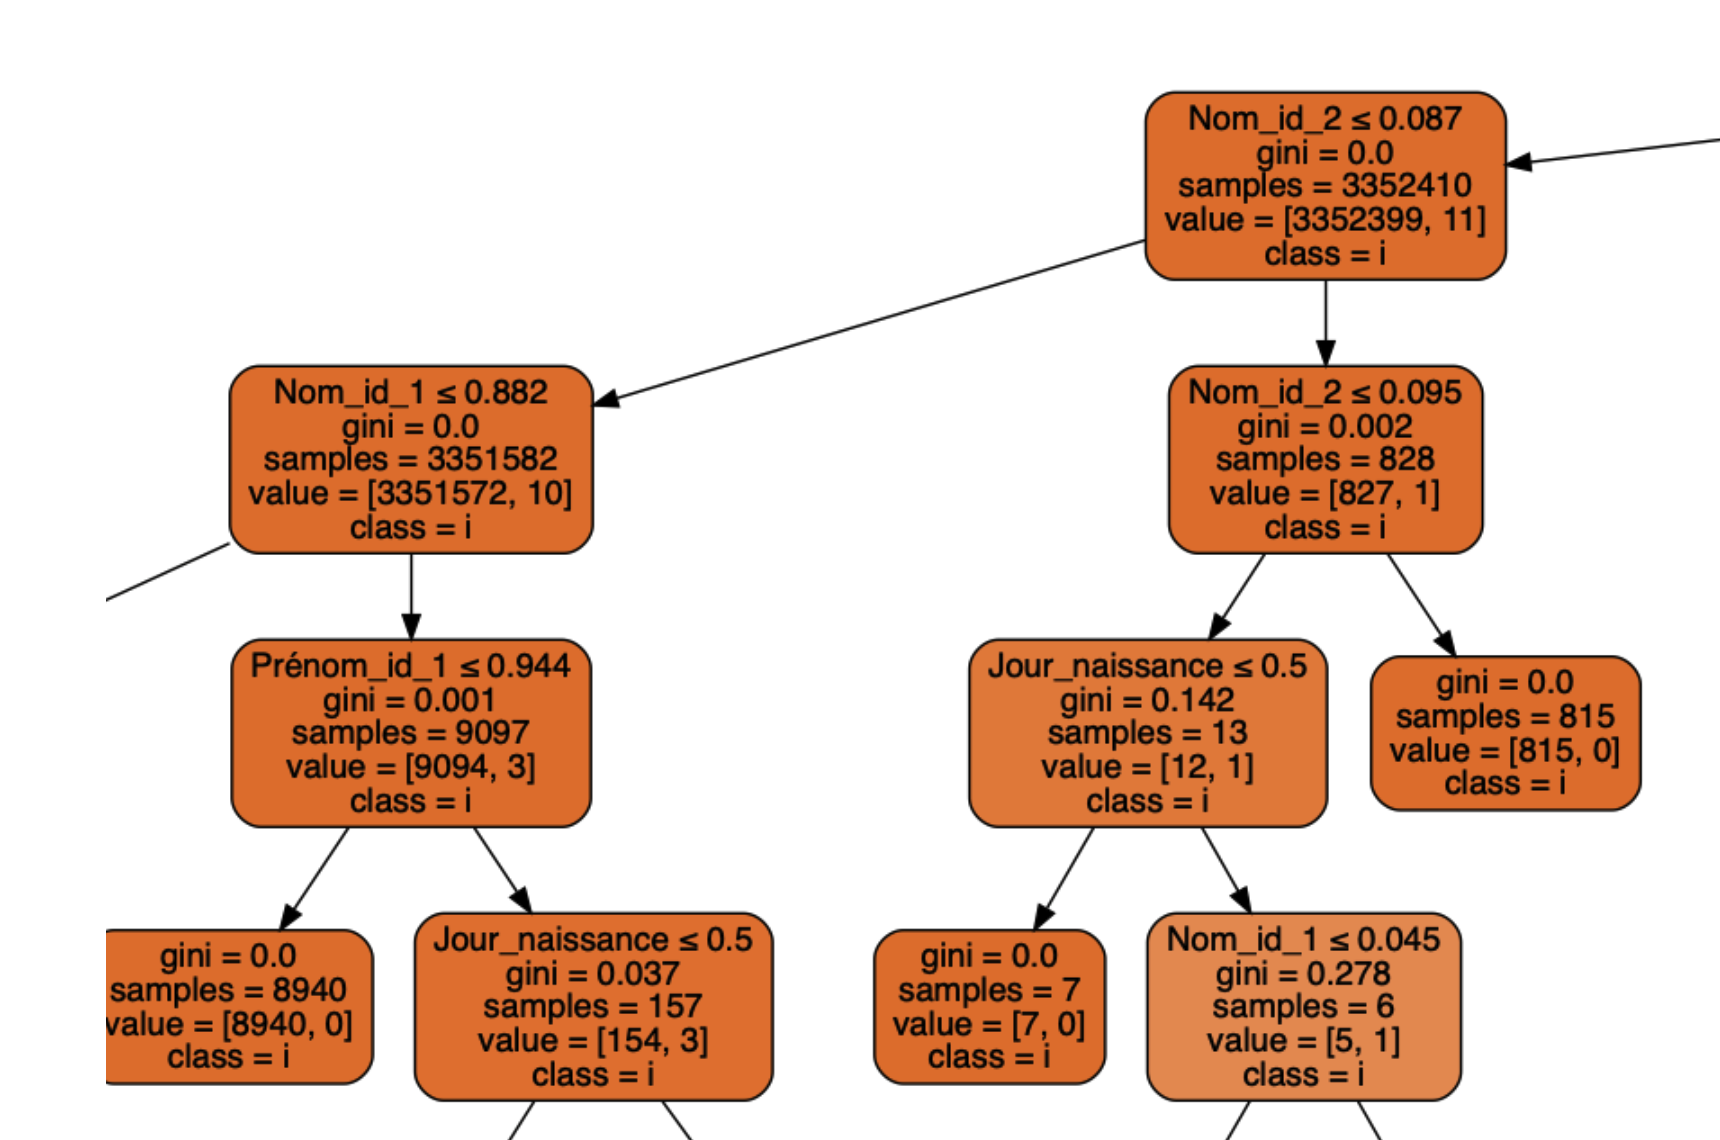 Nom_id_2 ≤ 0.087
gini = 0.0
samples = 3352410
value = [3352399, 11]
class = i
Nom_id_1 ≤ 0.882
gini = 0.0
samples = 3351582
value = [3351572, 10]
class = i
Nom_id_2 ≤ 0.095
gini = 0.002
samples = 828
value = [827, 1]
class = i
Prénom_id_1 ≤ 0.944
gini = 0.001
samples = 9097
value = [9094, 3]
class = i
Jour_naissance ≤ 0.5
gini = 0.142
samples = 13
value = [12, 1]
class = i
gini = 0.0
samples = 815
value = [815, 0]
class = i
gini = 0.0
samples = 8940
value = [8940, 0]
class = i
Jour_naissance ≤ 0.5
gini = 0.037
samples = 157
value = [154, 3]
class = i
gini = 0.0
samples = 7
value = [7, 0]
class = i
Nom_id_1 ≤ 0.045
gini = 0.278
samples = 6
value = [5, 1]
class = i